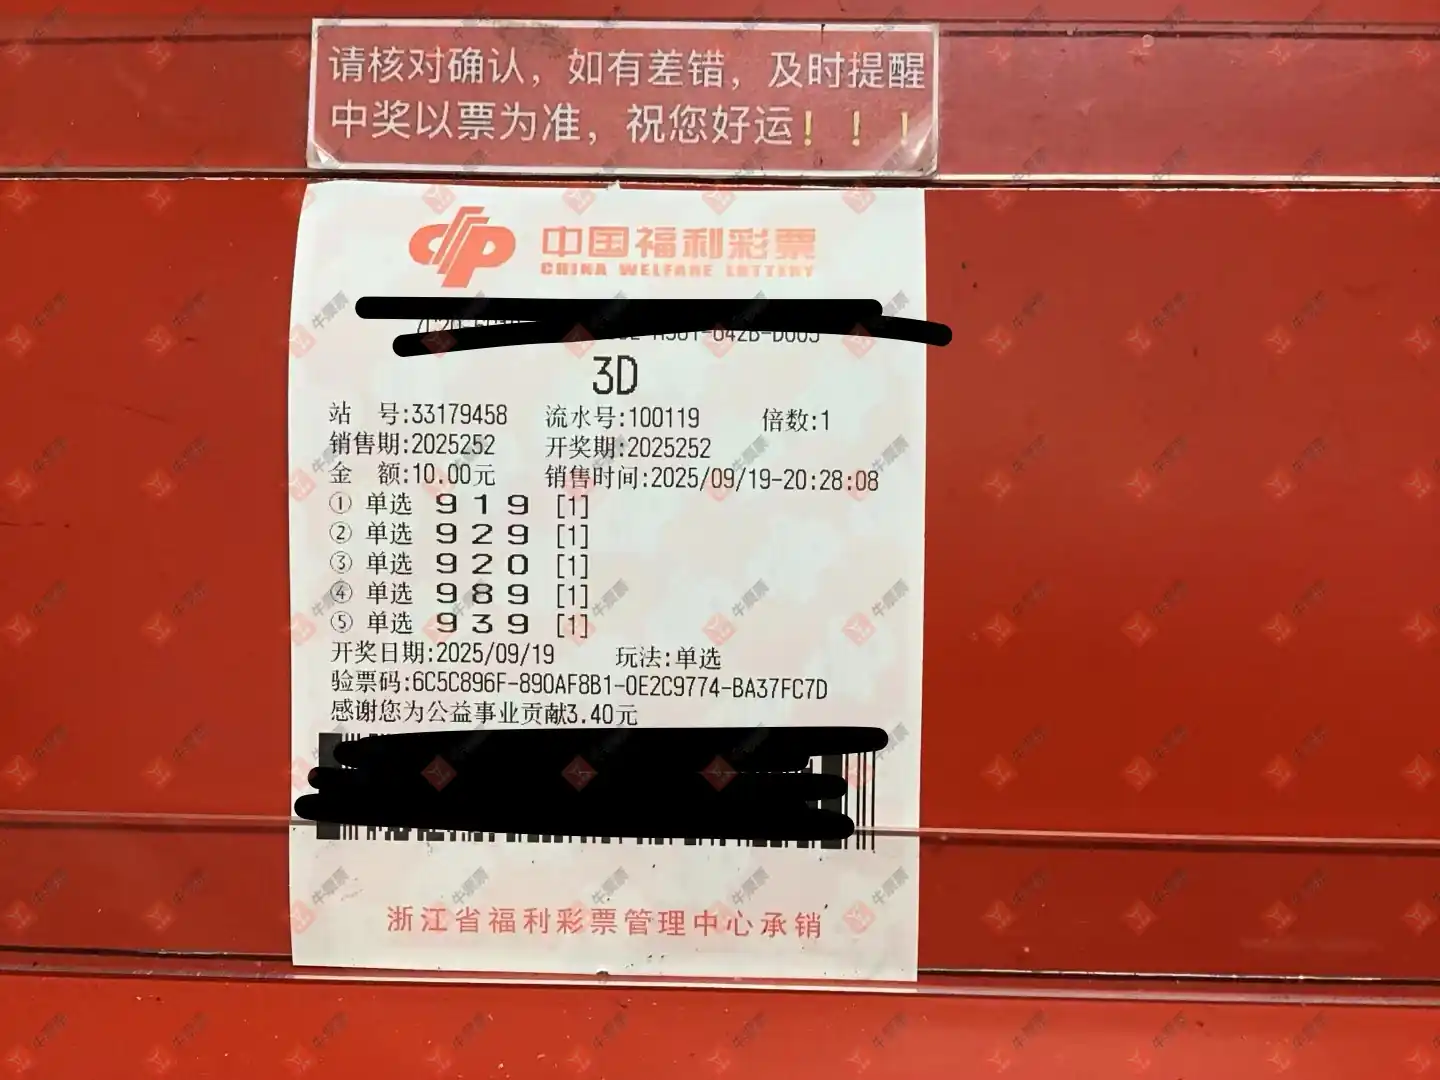 请核对确认，如有差错，及时提醒
中奖以票为准，祝您好运！！！
中国福利彩票
CHINA WELFARE LOTTERY
3D
站 号:33179458 流水号:100119 倍数:1
销售期:2025252 开奖期:2025252
金 额:10.00元 销售时间:2025/09/19-20:28:08
① 单选 9 1 9 [1]
② 单选 9 2 9 [1]
③ 单选 9 2 0 [1]
④ 单选 9 8 9 [1]
⑤ 单选 9 3 9 [1]
开奖日期:2025/09/19 玩法:单选
验票码:6C5C896F-890AF8B1-0E2C9774-BA37FC7D
感谢您为公益事业贡献3.40元
浙江省福利彩票管理中心承销
牛票票